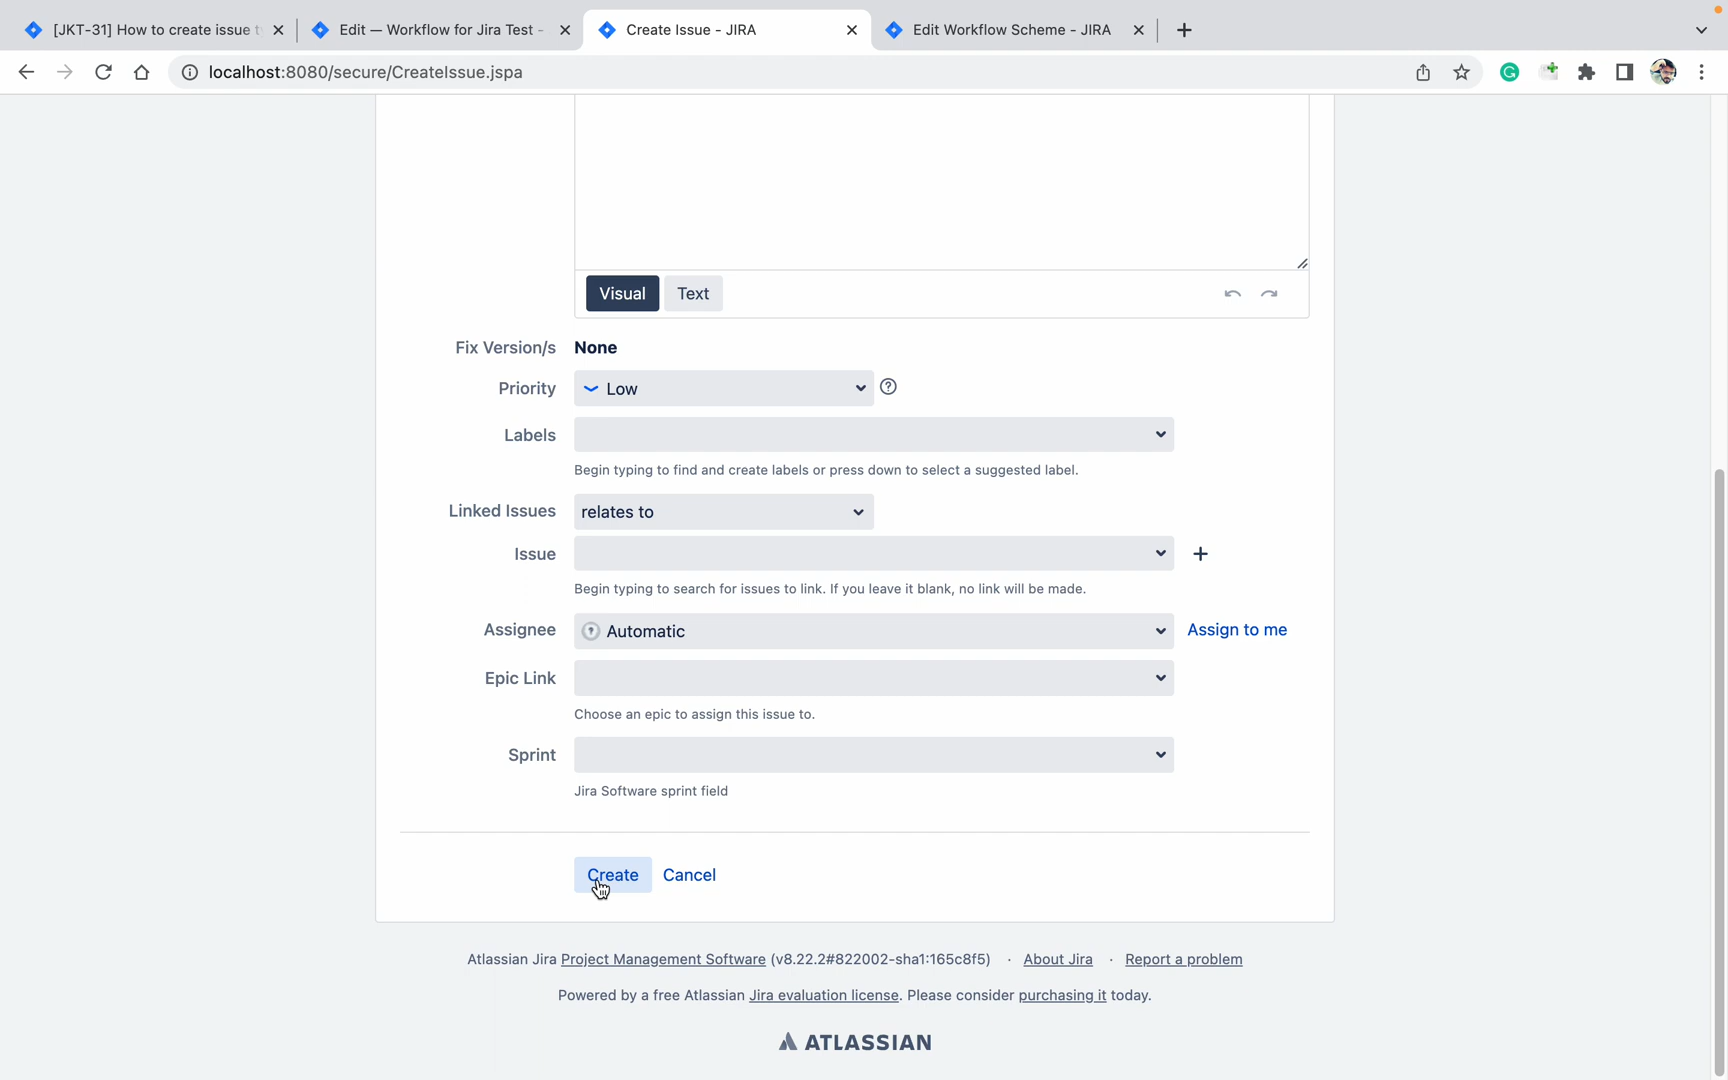 [JKT-31] How to create issue t
Edit — Workflow for Jira Test -
Create Issue - JIRA
Edit Workflow Scheme - JIRA
localhost:8080/secure/CreateIssue.jspa
Visual Text
Fix Version/s None
Priority Low
Labels
Begin typing to find and create labels or press down to select a suggested label.
Linked Issues relates to
Issue
Begin typing to search for issues to link. If you leave it blank, no link will be made.
Assignee Automatic Assign to me
Epic Link
Choose an epic to assign this issue to.
Sprint
Jira Software sprint field
Create Cancel
Atlassian Jira Project Management Software (v8.22.2#822002-sha1:165c8f5) · About Jira · Report a problem
Powered by a free Atlassian Jira evaluation license. Please consider purchasing it today.
ATLASSIAN